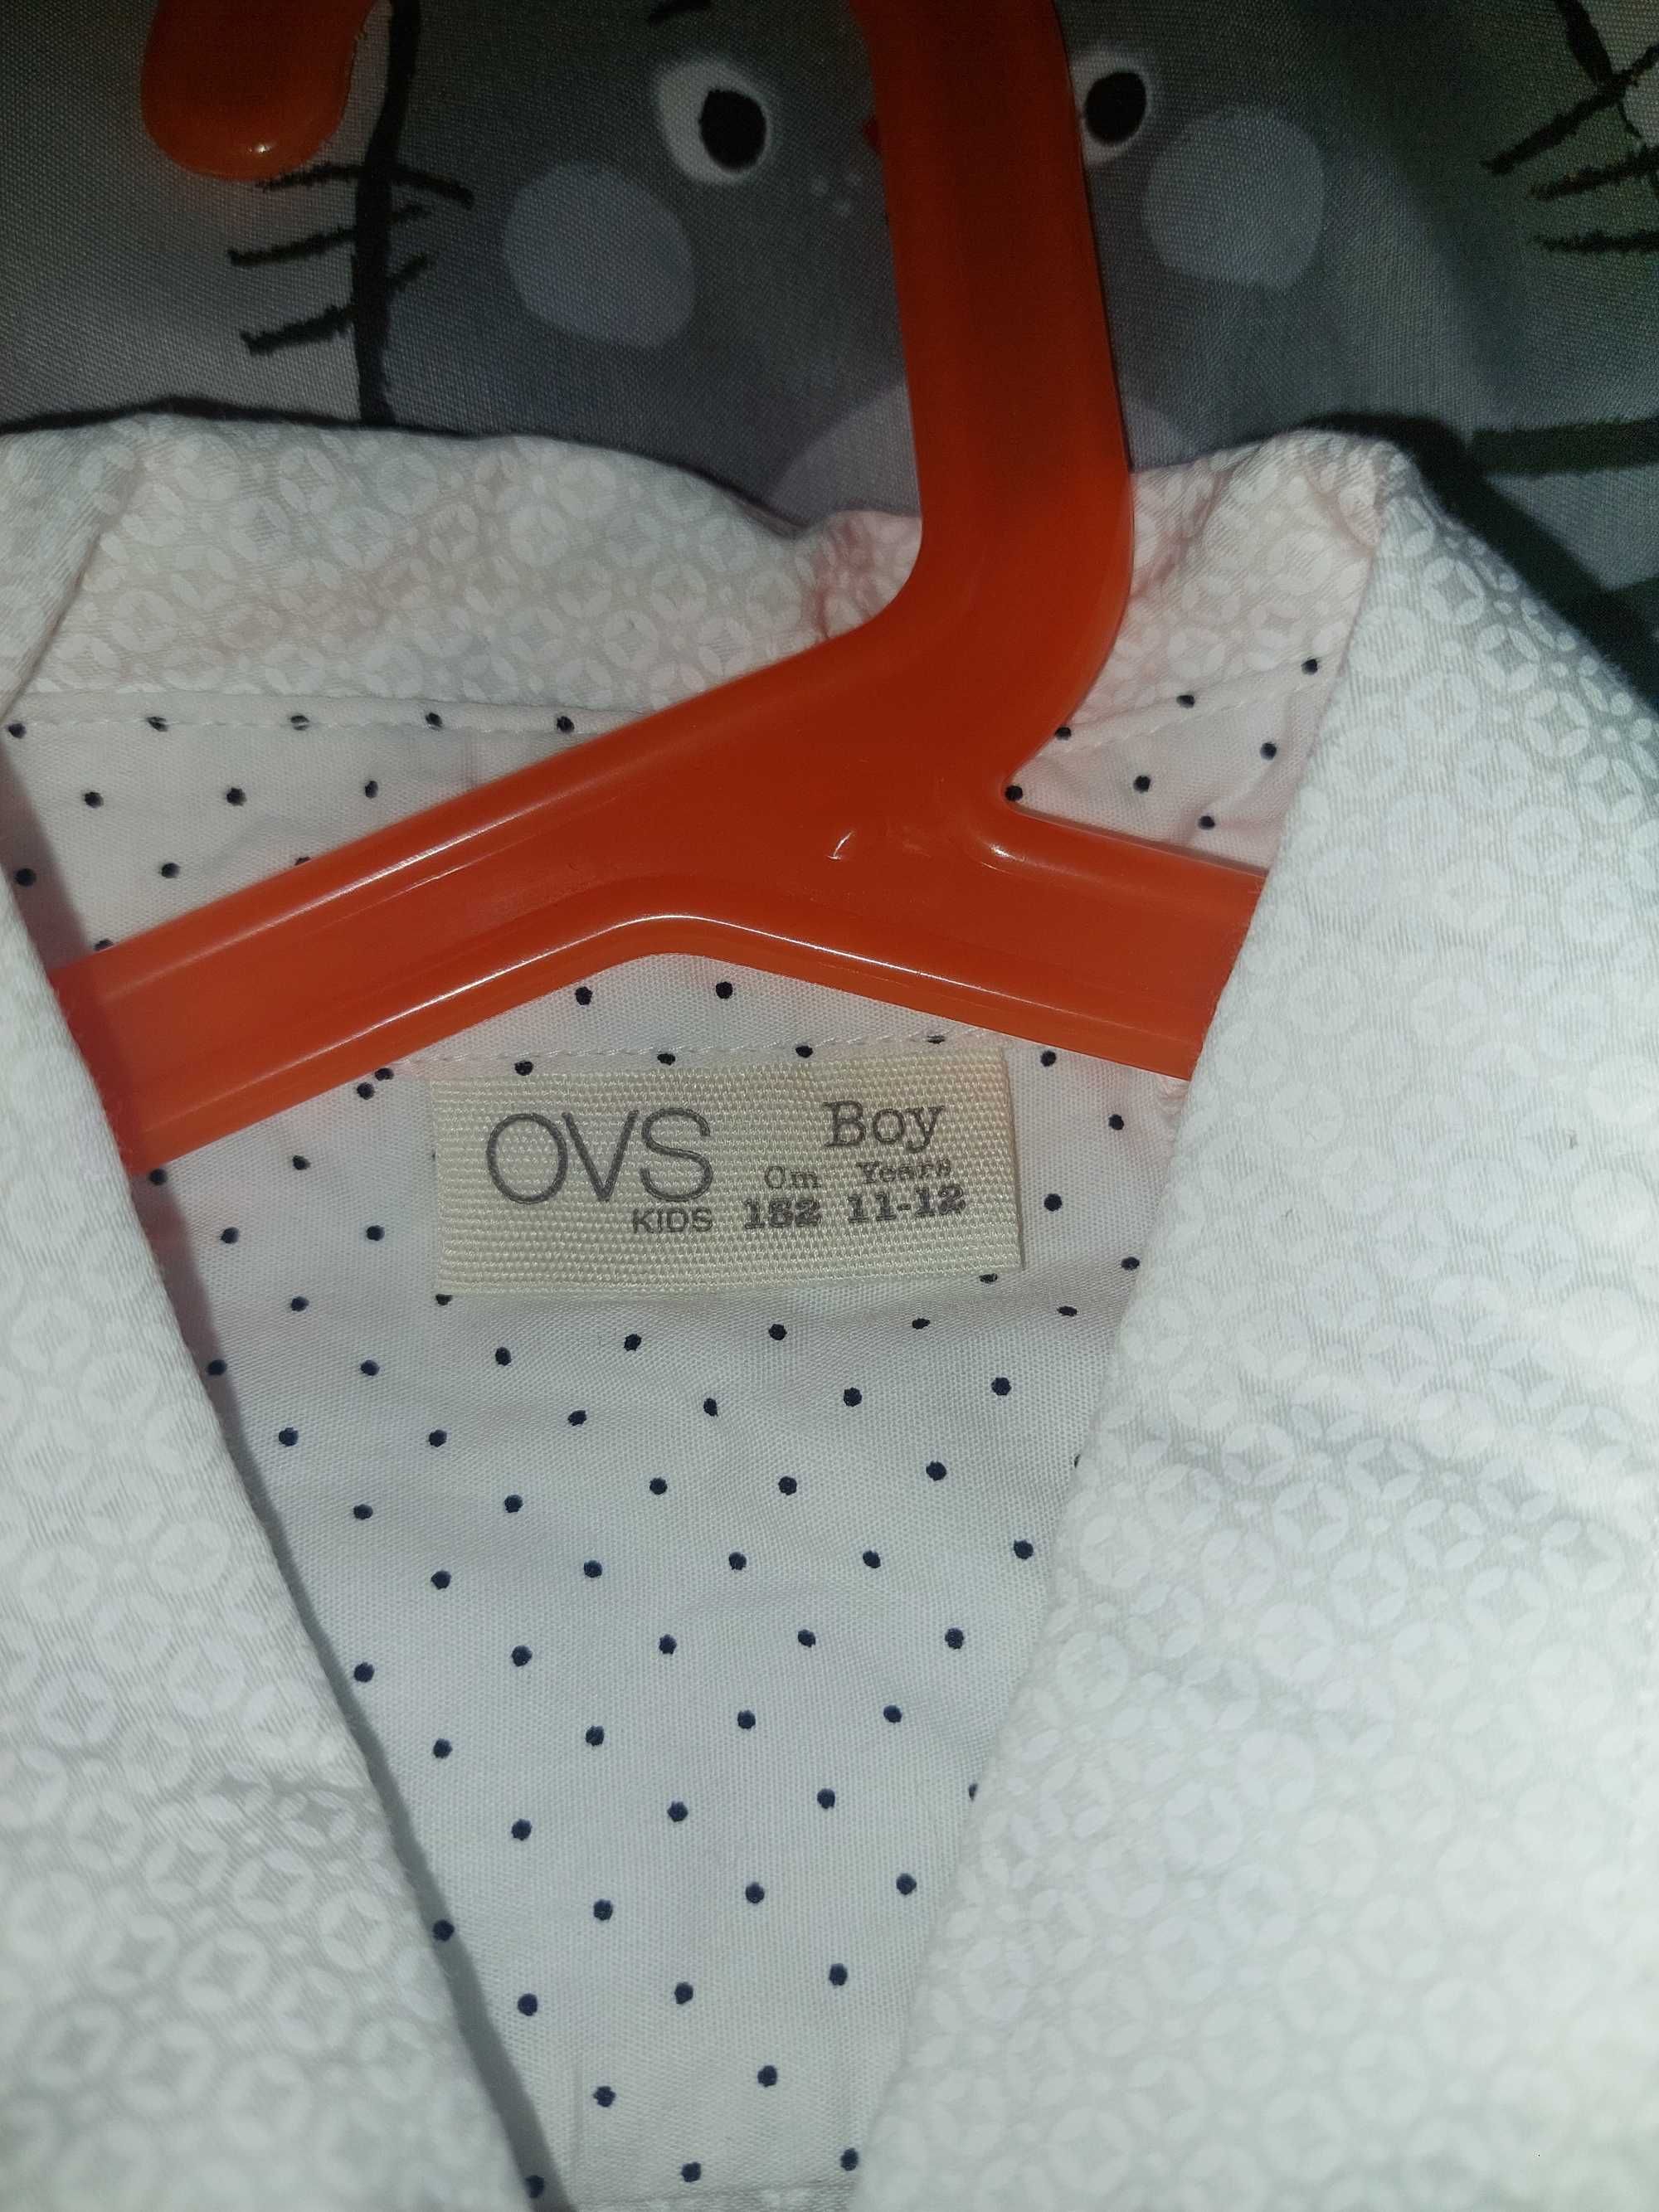 OVS Boy
Cm Years
KIDS 152 11-12